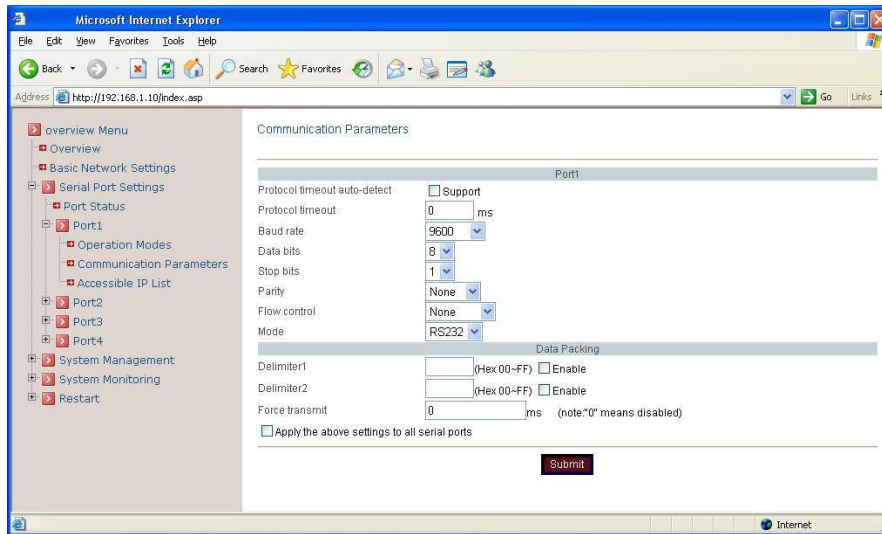 Microsoft Internet Explorer
File Edit View Favorites Tools Help
Back Search Favorites
Address http://192.168.1.10/index.asp Go Links
overview Menu
Overview
Basic Network Settings
Serial Port Settings
Port Status
Port1
Operation Modes
Communication Parameters
Accessible IP List
Port2
Port3
Port4
System Management
System Monitoring
Restart
Communication Parameters
Port1
Protocol timeout auto-detect Support
Protocol timeout 0 ms
Baud rate 9600
Data bits 8
Stop bits 1
Parity None
Flow control None
Mode RS232
Data Packing
Delimiter1 (Hex 00~FF) Enable
Delimiter2 (Hex 00~FF) Enable
Force transmit 0 ms (note:"0" means disabled)
Apply the above settings to all serial ports
Submit
Internet